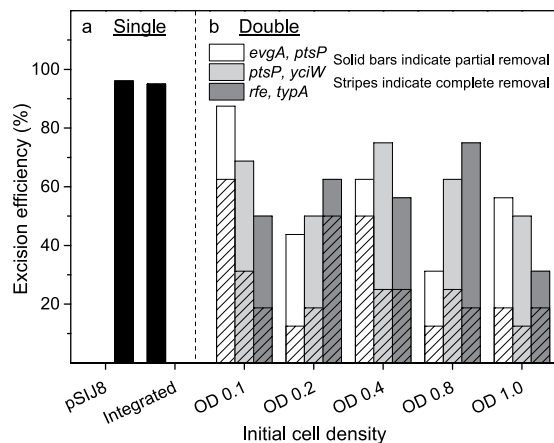 a Single
b Double
evgA, ptsP
ptsP, yciW
rfe, typA
Solid bars indicate partial removal
Stripes indicate complete removal
Excision efficiency (%)
100
80
60
40
20
pSIJ8
Integrated
OD 0.1
OD 0.2
OD 0.4
OD 0.8
OD 1.0
Initial cell density